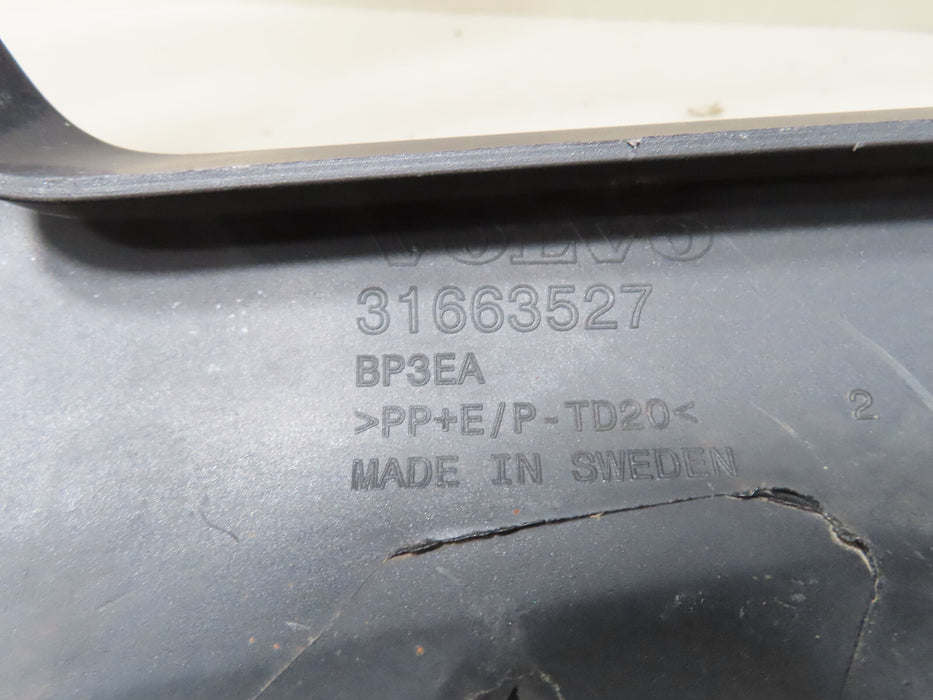 VOLVO
31663527
BP3EA
>PP+E/P-TD20<
2
MADE IN SWEDEN